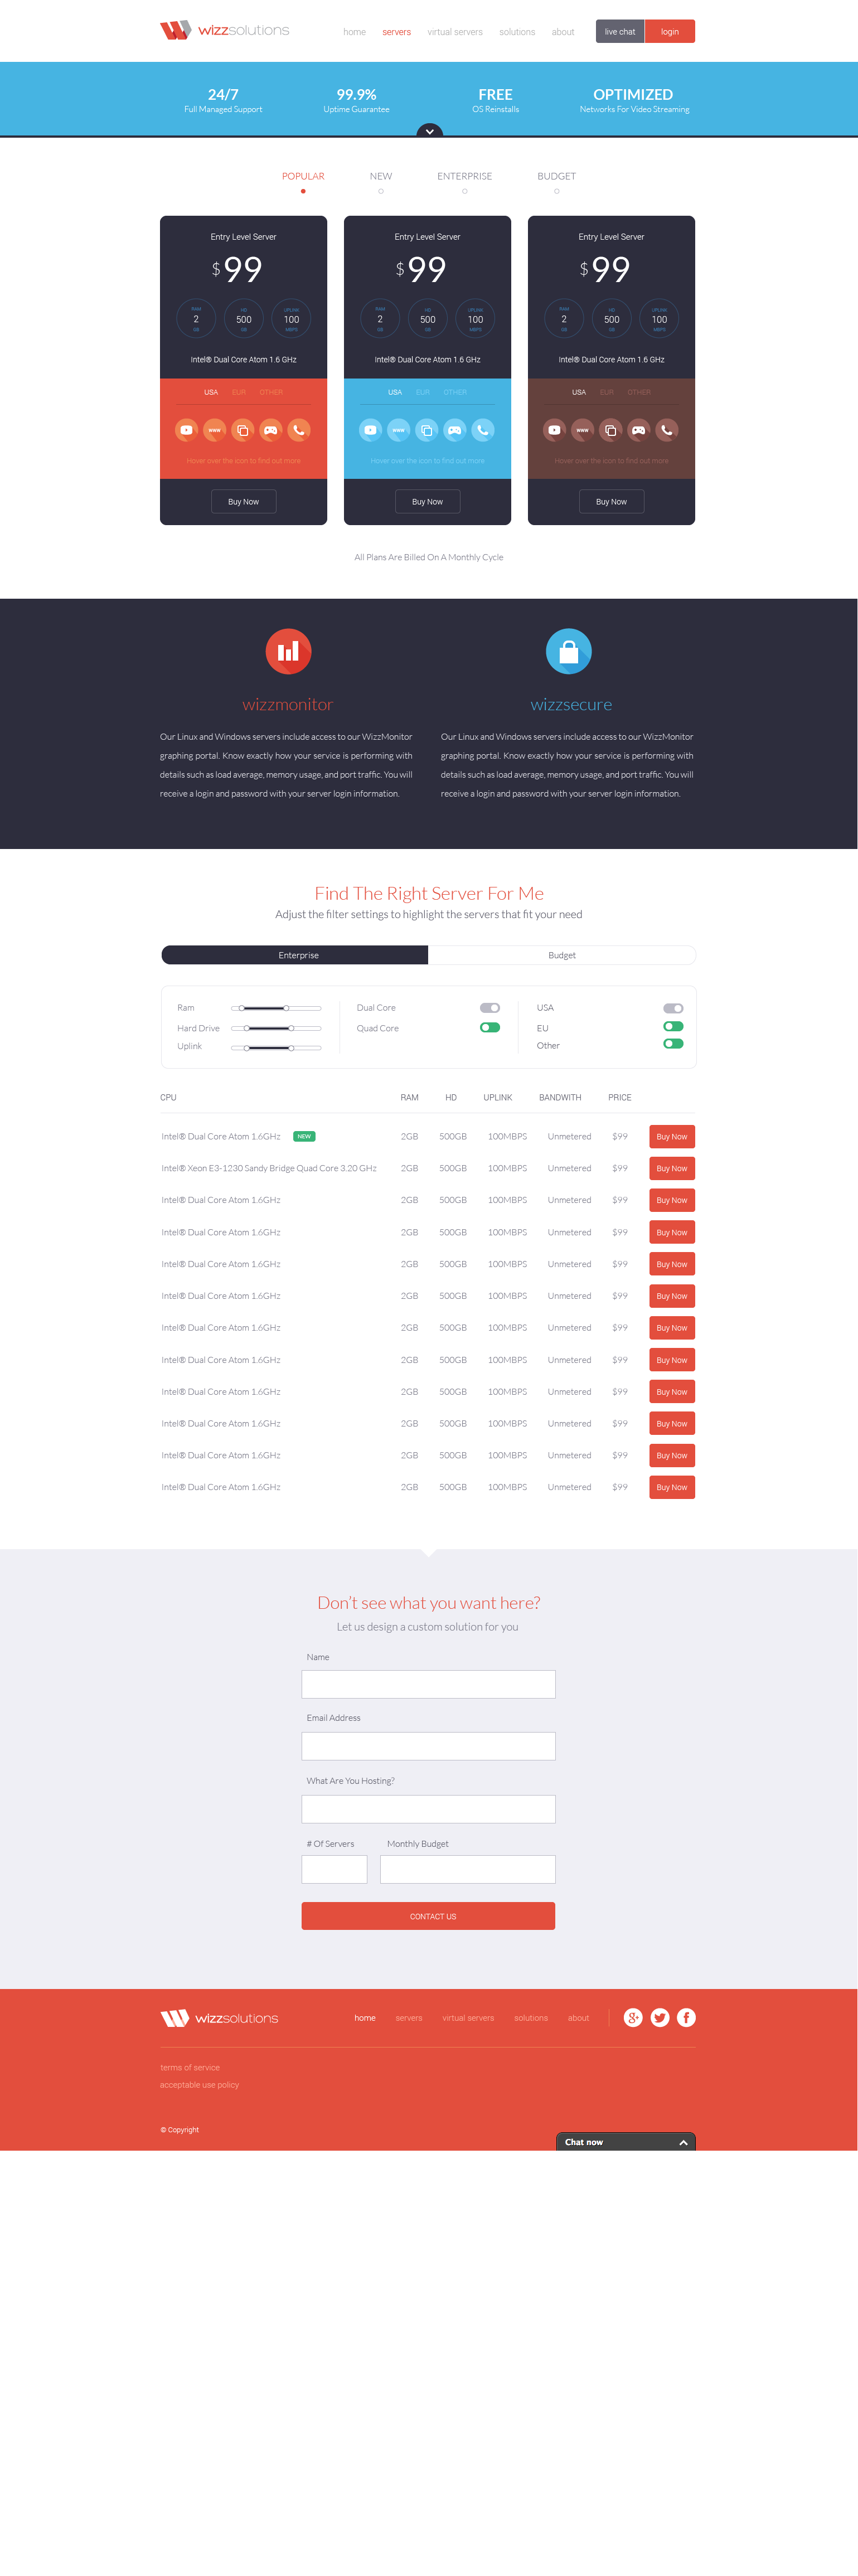 wizzsolutions
home servers virtual servers solutions about live chat login
24/7 99.9% FREE OPTIMIZED
Full Managed Support Uptime Guarantee OS Reinstalls Networks For Video Streaming
POPULAR NEW ENTERPRISE BUDGET
Entry Level Server Entry Level Server Entry Level Server
$99 $99 $99
RAM HD UPLINK RAM HD UPLINK RAM HD UPLINK
2 500 100 2 500 100 2 500 100
GB GB MBPS GB GB MBPS GB GB MBPS
Intel® Dual Core Atom 1.6 GHz Intel® Dual Core Atom 1.6 GHz Intel® Dual Core Atom 1.6 GHz
USA EUR OTHER USA EUR OTHER USA EUR OTHER
www www www
Hover over the icon to find out more Hover over the icon to find out more Hover over the icon to find out more
Buy Now Buy Now Buy Now
All Plans Are Billed On A Monthly Cycle
wizzmonitor
Our Linux and Windows servers include access to our WizzMonitor
graphing portal. Know exactly how your service is performing with
details such as load average, memory usage, and port traffic. You will
receive a login and password with your server login information.
wizzsecure
Our Linux and Windows servers include access to our WizzMonitor
graphing portal. Know exactly how your service is performing with
details such as load average, memory usage, and port traffic. You will
receive a login and password with your server login information.
Find The Right Server For Me
Adjust the filter settings to highlight the servers that fit your need
Enterprise Budget
Ram Dual Core USA
Hard Drive Quad Core EU
Uplink Other
CPU RAM HD UPLINK BANDWITH PRICE
Intel® Dual Core Atom 1.6GHz NEW 2GB 500GB 100MBPS Unmetered $99 Buy Now
Intel® Xeon E3-1230 Sandy Bridge Quad Core 3.20 GHz 2GB 500GB 100MBPS Unmetered $99 Buy Now
Intel® Dual Core Atom 1.6GHz 2GB 500GB 100MBPS Unmetered $99 Buy Now
Intel® Dual Core Atom 1.6GHz 2GB 500GB 100MBPS Unmetered $99 Buy Now
Intel® Dual Core Atom 1.6GHz 2GB 500GB 100MBPS Unmetered $99 Buy Now
Intel® Dual Core Atom 1.6GHz 2GB 500GB 100MBPS Unmetered $99 Buy Now
Intel® Dual Core Atom 1.6GHz 2GB 500GB 100MBPS Unmetered $99 Buy Now
Intel® Dual Core Atom 1.6GHz 2GB 500GB 100MBPS Unmetered $99 Buy Now
Intel® Dual Core Atom 1.6GHz 2GB 500GB 100MBPS Unmetered $99 Buy Now
Intel® Dual Core Atom 1.6GHz 2GB 500GB 100MBPS Unmetered $99 Buy Now
Intel® Dual Core Atom 1.6GHz 2GB 500GB 100MBPS Unmetered $99 Buy Now
Intel® Dual Core Atom 1.6GHz 2GB 500GB 100MBPS Unmetered $99 Buy Now
Don't see what you want here?
Let us design a custom solution for you
Name
Email Address
What Are You Hosting?
# Of Servers Monthly Budget
CONTACT US
wizzsolutions home servers virtual servers solutions about
terms of service
acceptable use policy
© Copyright
Chat now